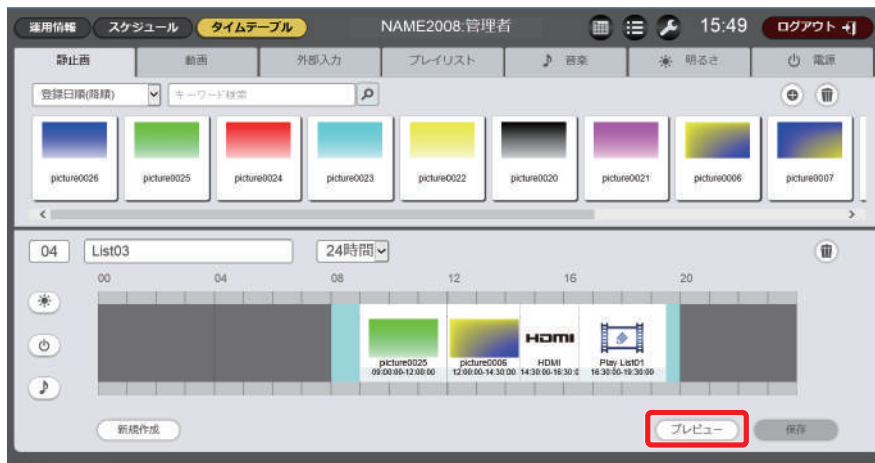 運用情報 スケジュール タイムテーブル NAME2008:管理者 15:49 ログアウト
静止画 動画 外部入力 プレイリスト 音楽 明るさ 電源
登録日順(降順) キーワード検索
picture0026 picture0025 picture0024 picture0023 picture0022 picture0020 picture0021 picture0006 picture0007
04 List03 24時間
00 04 08 12 16 20
HDMI
picture0025 picture0006 HDMI Play List01
09:00:00-12:00:00 12:00:00-14:30:00 14:30:00-16:30:0 16:30:00-19:30:00
新規作成 プレビュー 保存